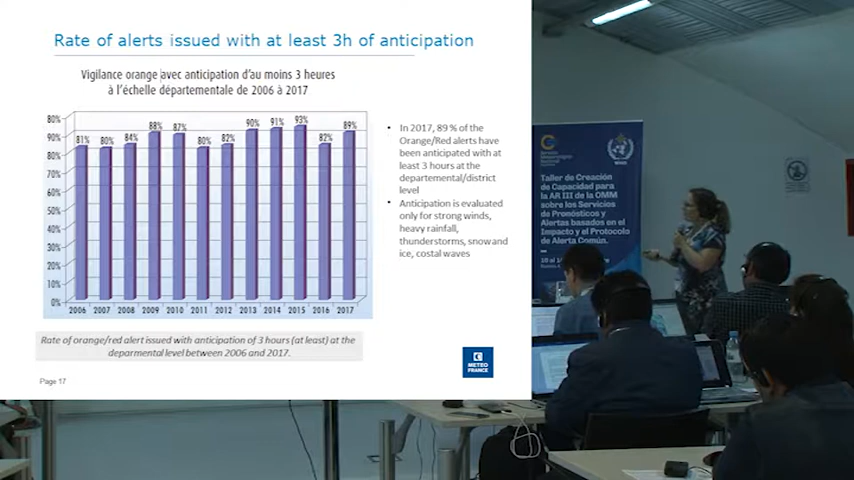 Rate of alerts issued with at least 3h of anticipation
Vigilance orange avec anticipation d'au moins 3 heures
à l'échelle départementale de 2006 à 2017
80%
90%
80%
70%
60%
50%
40%
30%
20%
10%
0%
81% 80% 84% 88% 87% 80% 82% 90% 91% 93% 82% 89%
2006 2007 2008 2009 2010 2011 2012 2013 2014 2015 2016 2017
• In 2017, 89 % of the
Orange/Red alerts have
been anticipated with at
least 3 hours at the
departemental/district
level
• Anticipation is evaluated
only for strong winds,
heavy rainfall,
thunderstorms, snow and
ice, costal waves
Rate of orange/red alert issued with anticipation of 3 hours (at least) at the
deparmental level between 2006 and 2017.
METEO
FRANCE
Page 17
Taller de Creación
de Capacidad para
la AR III de la OMM
sobre los Servicios
de Pronósticos y
Alertas basados en el
Impacto y el Protocolo
de Alerta Común.